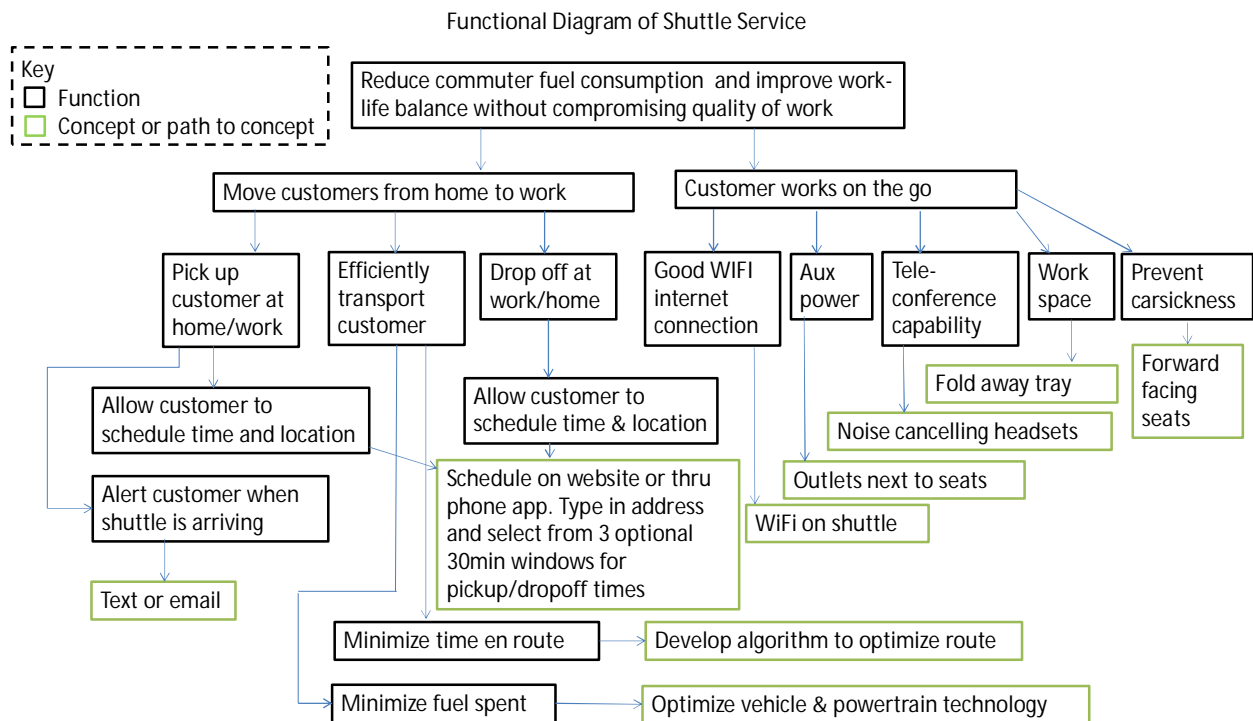 Functional Diagram of Shuttle Service
Key
Function
Concept or path to concept
Reduce commuter fuel consumption and improve work-
life balance without compromising quality of work
Move customers from home to work
Customer works on the go
Pick up
customer at
home/work
Efficiently
transport
customer
Drop off at
work/home
Good WIFI
internet
connection
Aux
power
Tele-
conference
capability
Work
space
Prevent
carsickness
Allow customer to
schedule time and location
Allow customer to
schedule time & location
Fold away tray
Forward
facing
seats
Noise cancelling headsets
Alert customer when
shuttle is arriving
Schedule on website or thru
phone app. Type in address
and select from 3 optional
30min windows for
pickup/dropoff times
Outlets next to seats
WiFi on shuttle
Text or email
Minimize time en route
Develop algorithm to optimize route
Minimize fuel spent
Optimize vehicle & powertrain technology